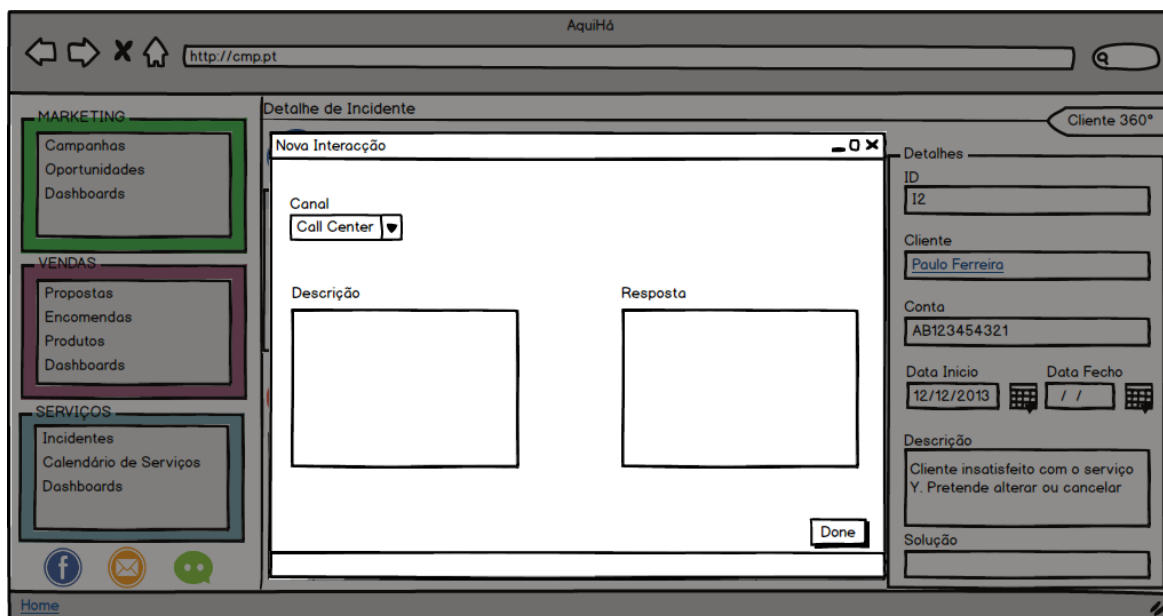 AquiHá
http://cmp.pt
MARKETING
Campanhas
Oportunidades
Dashboards
VENDAS
Propostas
Encomendas
Produtos
Dashboards
SERVIÇOS
Incidentes
Calendário de Serviços
Dashboards
f
Home
Detalhe de Incidente
Cliente 360°
Nova Interacção
Canal
Call Center
Descrição
Resposta
Done
Detalhes
ID
I2
Cliente
Paulo Ferreira
Conta
AB123454321
Data Inicio
Data Fecho
12/12/2013
/ /
Descrição
Cliente insatisfeito com o serviço
Y. Pretende alterar ou cancelar
Solução